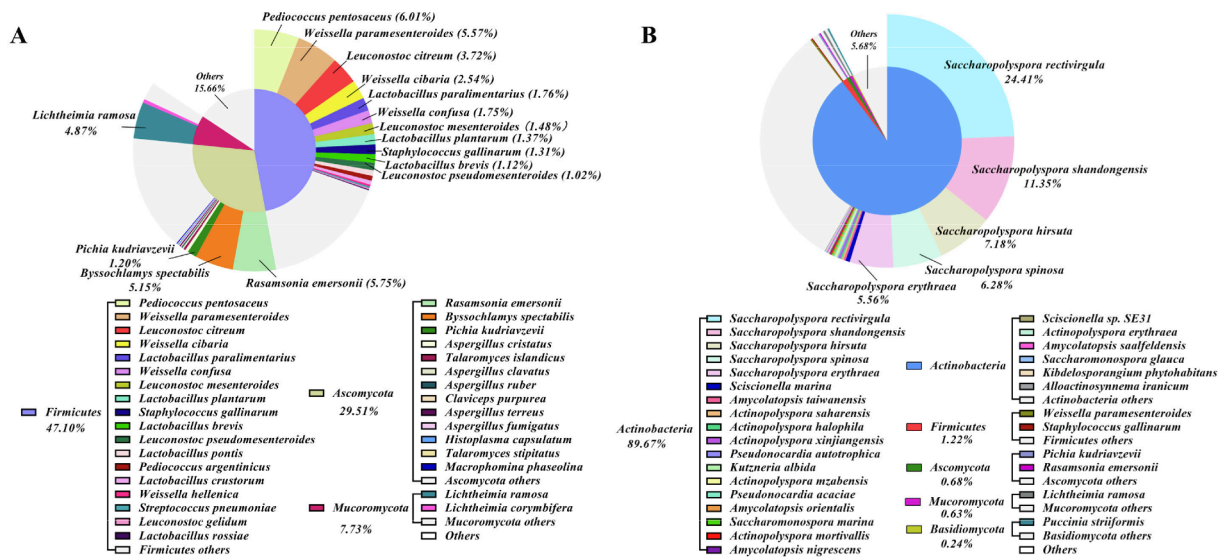 A
Pediococcus pentosaceus (6.01%)
Weissella paramesenteroides (5.57%)
Leuconostoc citreum (3.72%)
Weissella cibaria (2.54%)
Lactobacillus paralimentarius (1.76%)
Weissella confusa (1.75%)
Leuconostoc mesenteroides (1.48%)
Lactobacillus plantarum (1.37%)
Staphylococcus gallinarum (1.31%)
Lactobacillus brevis (1.12%)
Leuconostoc pseudomesenteroides (1.02%)
Others
15.66%
Lichtheimia ramosa
4.87%
Pichia kudriavzevii
1.20%
Byssochlamys spectabilis
5.15%
Rasamsonia emersonii (5.75%)
Firmicutes
47.10%
Pediococcus pentosaceus
Weissella paramesenteroides
Leuconostoc citreum
Weissella cibaria
Lactobacillus paralimentarius
Weissella confusa
Leuconostoc mesenteroides
Lactobacillus plantarum
Staphylococcus gallinarum
Lactobacillus brevis
Leuconostoc pseudomesenteroides
Lactobacillus pontis
Pediococcus argentinicus
Lactobacillus crustorum
Weissella hellenica
Streptococcus pneumoniae
Leuconostoc gelidum
Lactobacillus rossiae
Firmicutes others
Ascomycota
29.51%
Rasamsonia emersonii
Byssochlamys spectabilis
Pichia kudriavzevii
Aspergillus cristatus
Talaromyces islandicus
Aspergillus clavatus
Aspergillus ruber
Claviceps purpurea
Aspergillus terreus
Aspergillus fumigatus
Histoplasma capsulatum
Talaromyces stipitatus
Macrophomina phaseolina
Ascomycota others
Mucoromycota
7.73%
Lichtheimia ramosa
Lichtheimia corymbifera
Mucoromycota others
Others
B
Others
5.68%
Saccharopolyspora rectivirgula
24.41%
Saccharopolyspora shandongensis
11.35%
Saccharopolyspora hirsuta
7.18%
Saccharopolyspora spinosa
6.28%
Saccharopolyspora erythraea
5.56%
Actinobacteria
89.67%
Saccharopolyspora rectivirgula
Saccharopolyspora shandongensis
Saccharopolyspora hirsuta
Saccharopolyspora spinosa
Saccharopolyspora erythraea
Sciscionella marina
Amycolatopsis taiwanensis
Actinopolyspora saharensis
Actinopolyspora halophila
Actinopolyspora xinjiangensis
Pseudonocardia autotrophica
Kutzneria albida
Actinopolyspora mzabensis
Pseudonocardia acaciae
Amycolatopsis orientalis
Saccharomonospora marina
Actinopolyspora mortivallis
Amycolatopsis nigrescens
Actinobacteria
Sciscionella sp. SE31
Actinopolyspora erythraea
Amycolatopsis saalfeldensis
Saccharomonospora glauca
Kibdelosporangium phytohabitans
Alloactinosynnema iranicum
Actinobacteria others
Firmicutes
1.22%
Weissella paramesenteroides
Staphylococcus gallinarum
Firmicutes others
Ascomycota
0.68%
Pichia kudriavzevii
Rasamsonia emersonii
Ascomycota others
Mucoromycota
0.63%
Lichtheimia ramosa
Mucoromycota others
Basidiomycota
0.24%
Puccinia striiformis
Basidiomycota others
Others